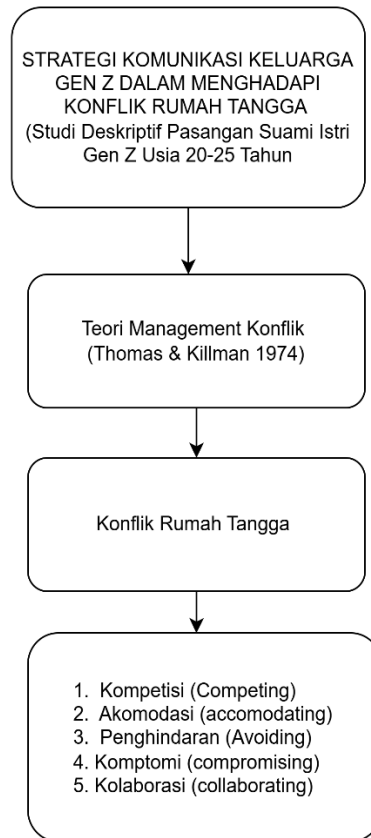 STRATEGI KOMUNIKASI KELUARGA
GEN Z DALAM MENGHADAPI
KONFLIK RUMAH TANGGA
(Studi Deskriptif Pasangan Suami Istri
Gen Z Usia 20-25 Tahun
Teori Management Konflik
(Thomas & Killman 1974)
Konflik Rumah Tangga
1. Kompetisi (Competing)
2. Akomodasi (accomodating)
3. Penghindaran (Avoiding)
4. Komptomi (compromising)
5. Kolaborasi (collaborating)